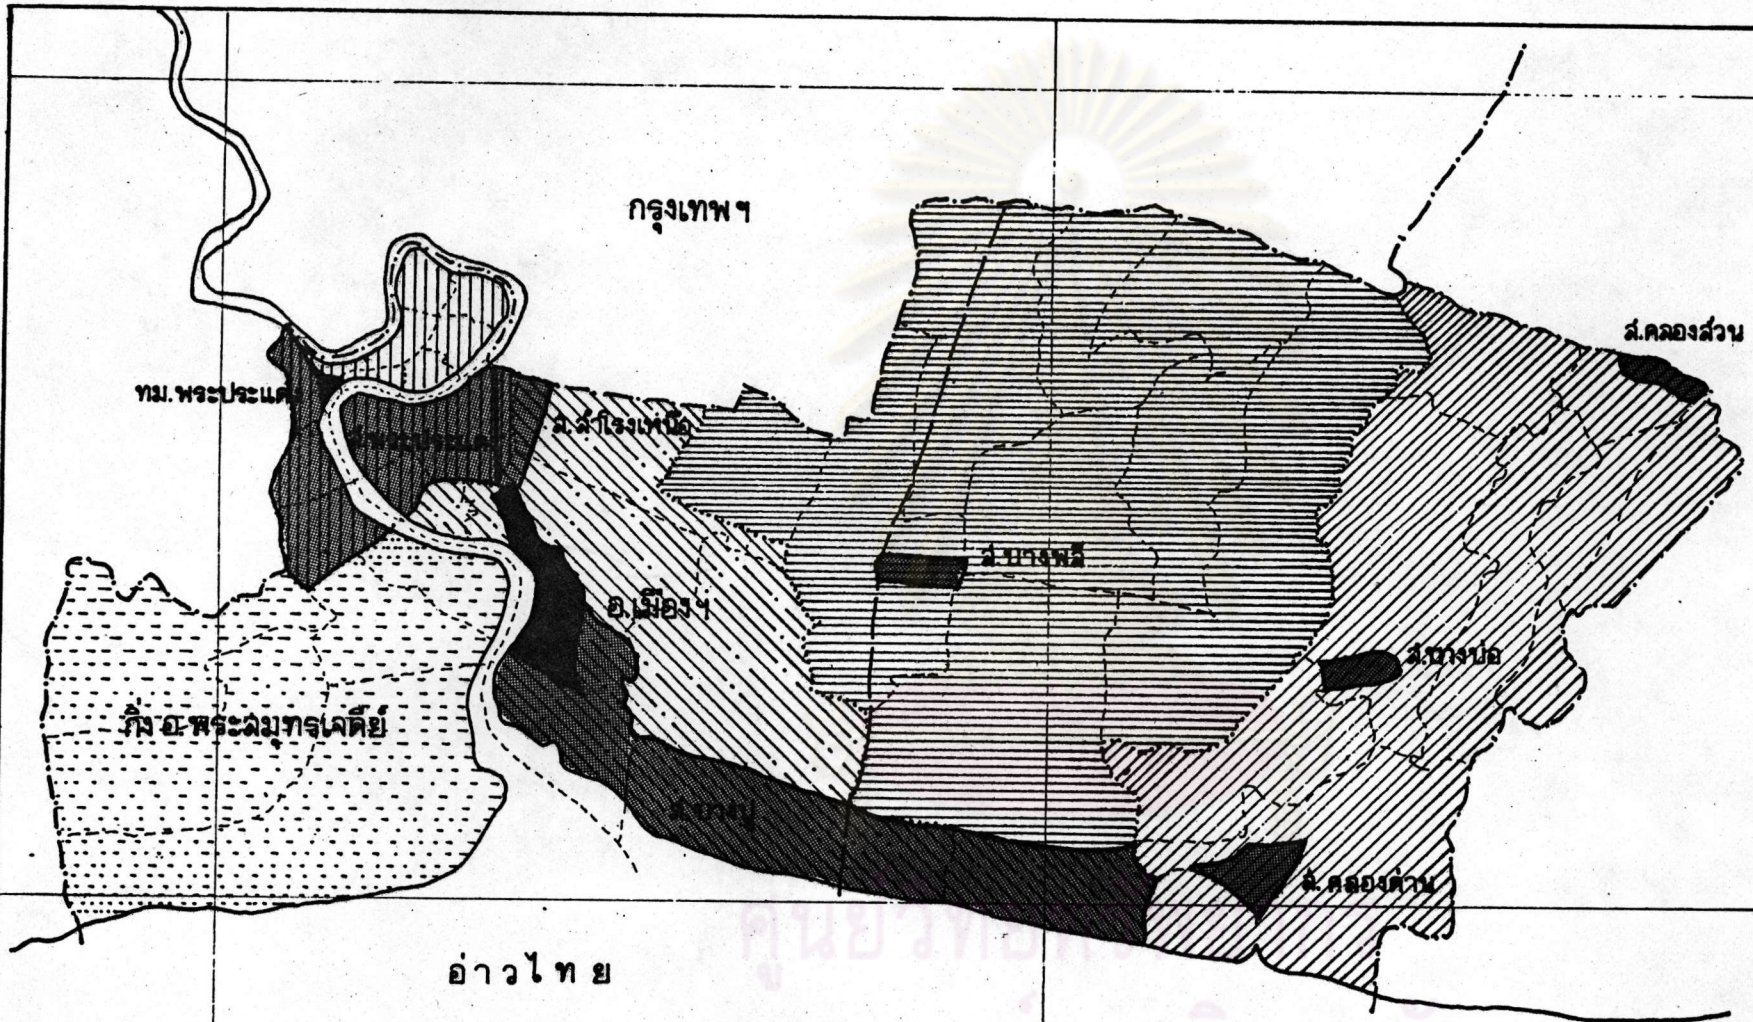 กรุงเทพฯ
ส.คลองสวน
ทม.พระประแดง
ส.สำโรงเหนือ
ส.บางพลี
อ.เมืองฯ
ส.บางบ่อ
กิ่ง อ.พระสมุทรเจดีย์
ส.บางปู
ส.คลองด่าน
อ่าวไทย